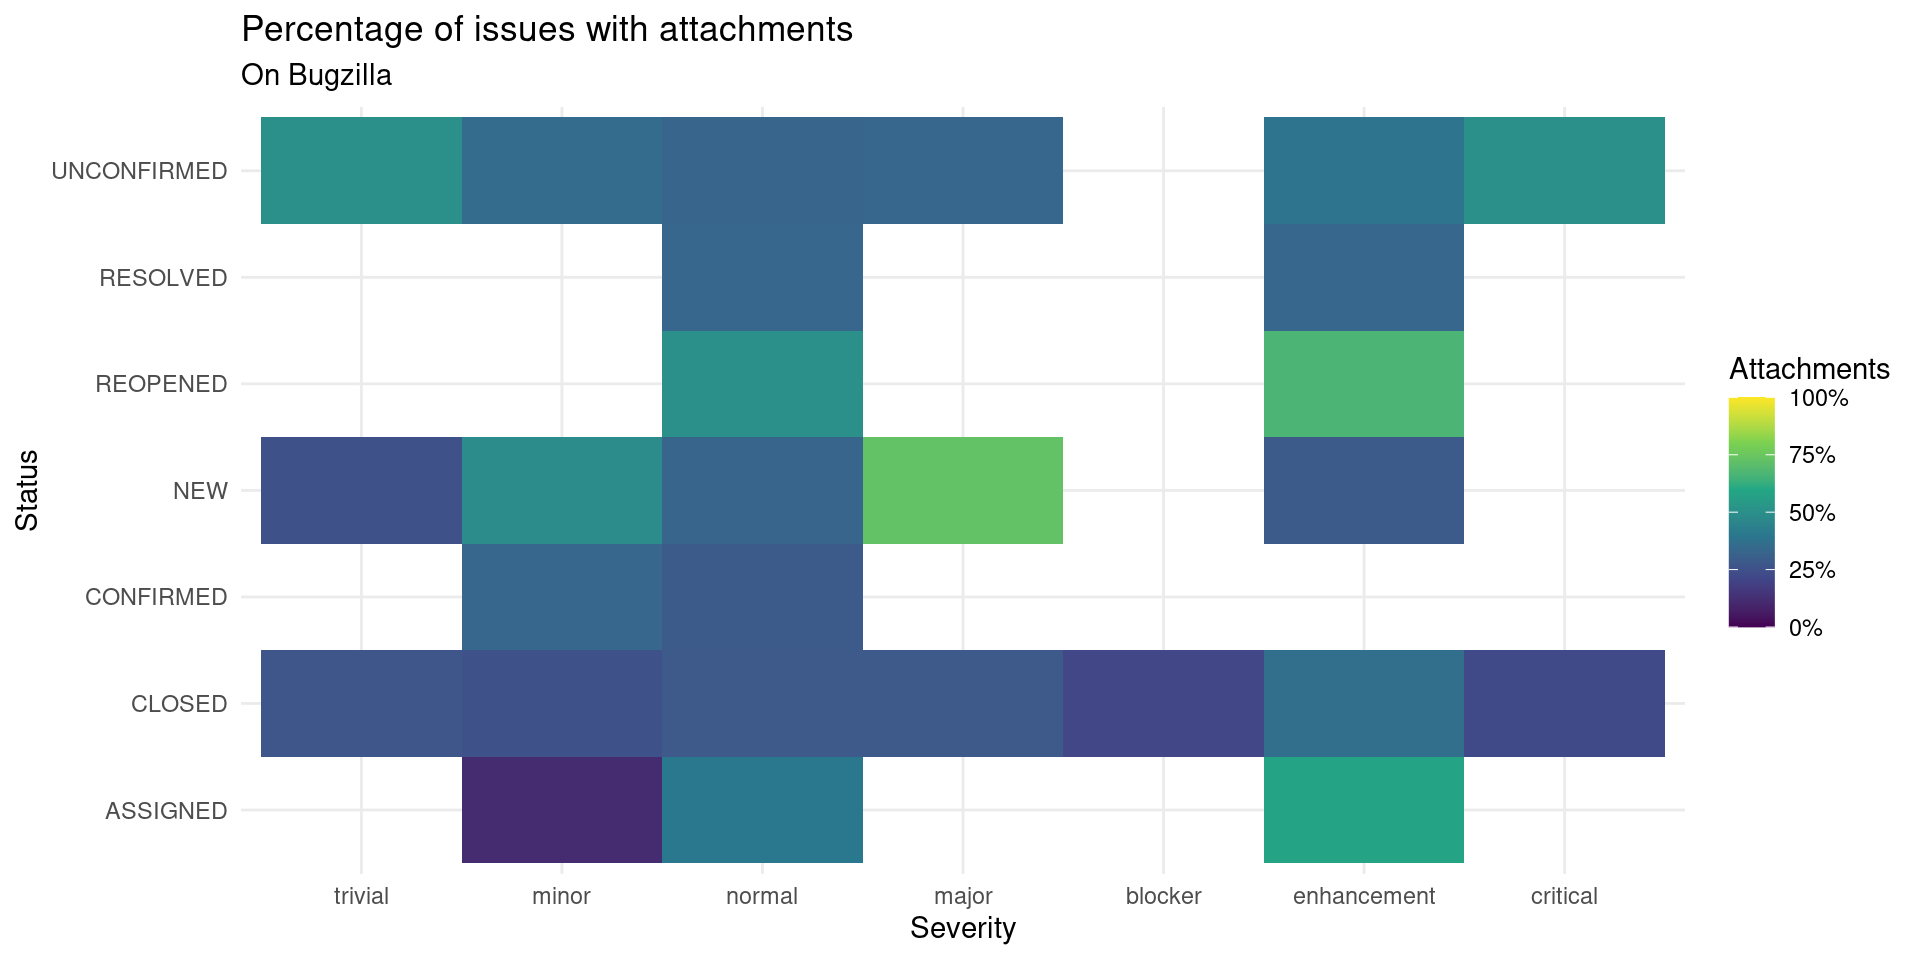 Percentage of issues with attachments
On Bugzilla
Status
UNCONFIRMED
RESOLVED
REOPENED
NEW
CONFIRMED
CLOSED
ASSIGNED
trivial minor normal major blocker enhancement critical
Severity
Attachments
100%
75%
50%
25%
0%